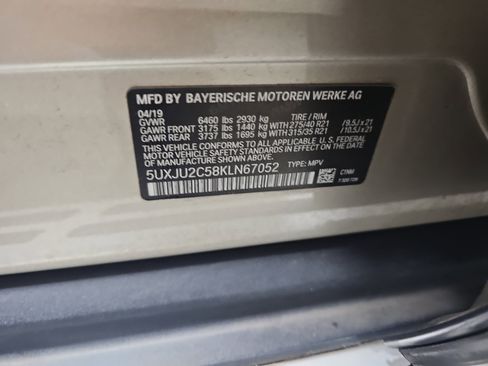 MFD BY BAYERISCHE MOTOREN WERKE AG
04/19 TIRE / RIM
GVWR 6460 lbs 2930 kg
GAWR FRONT 3175 lbs 1440 kg WITH 275/40 R21 /9.5J x 21
GAWR REAR 3737 lbs 1695 kg WITH 315/35 R21 /10.5J x 21
THIS VEHICLE CONFORMS TO ALL APPLICABLE U.S. FEDERAL
MOTOR VEHICLE SAFETY STANDARDS IN EFFECT ON THE
DATE OF MANUFACTURE SHOWN ABOVE.
5UXJU2C58KLN67052 TYPE: MPV
CTNM